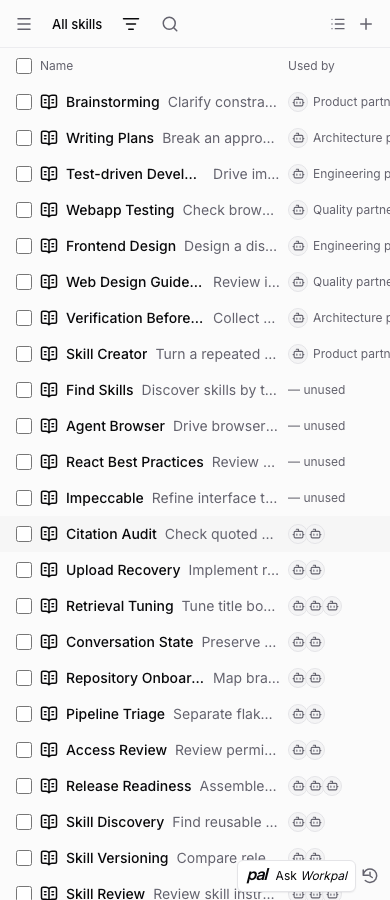 All skills
Name Used by
Brainstorming Clarify constra... Product partn
Writing Plans Break an appro... Architecture p
Test-driven Devel... Drive im... Engineering p
Webapp Testing Check brow... Quality partne
Frontend Design Design a dis... Engineering p
Web Design Guide... Review i... Quality partne
Verification Before... Collect ... Architecture p
Skill Creator Turn a repeated ... Product partn
Find Skills Discover skills by t... — unused
Agent Browser Drive browser... — unused
React Best Practices Review ... — unused
Impeccable Refine interface t... — unused
Citation Audit Check quoted ...
Upload Recovery Implement r...
Retrieval Tuning Tune title bo...
Conversation State Preserve ...
Repository Onboar... Map bra...
Pipeline Triage Separate flak...
Access Review Review permi...
Release Readiness Assemble...
Skill Discovery Find reusable ...
Skill Versioning Compare rele
pal Ask Workpal
Skill Review Review skill instr...